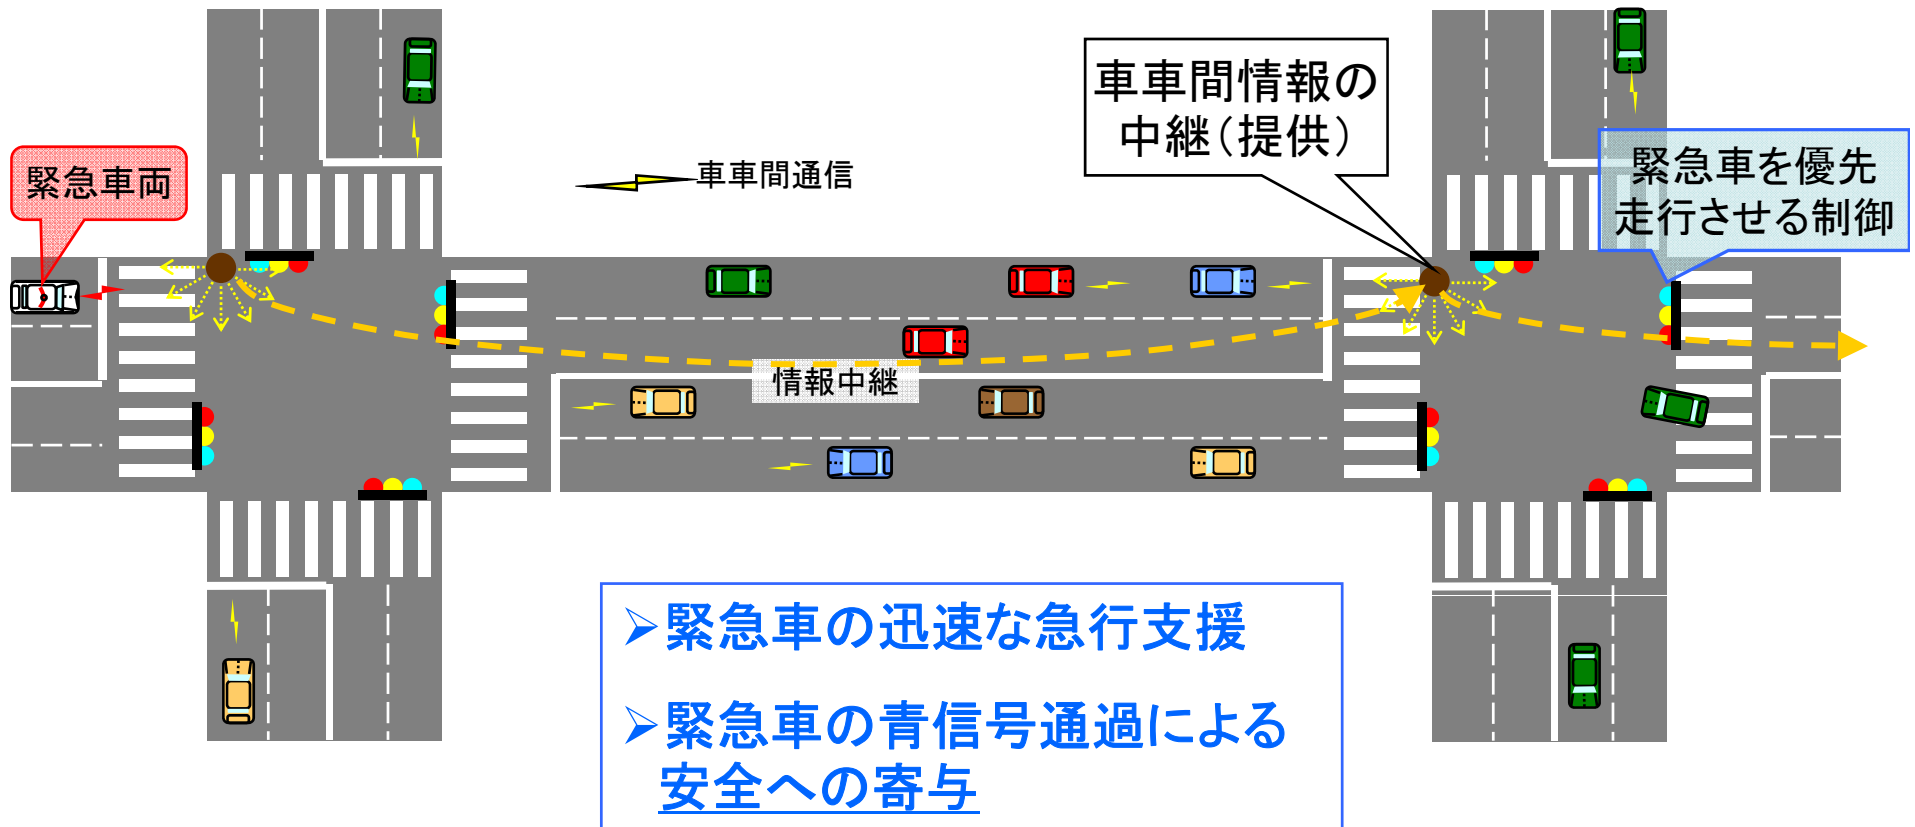 車車間情報の
中継（提供）
緊急車両
車車間通信
緊急車を優先
走行させる制御
情報中継
➢緊急車の迅速な急行支援
➢緊急車の青信号通過による
安全への寄与